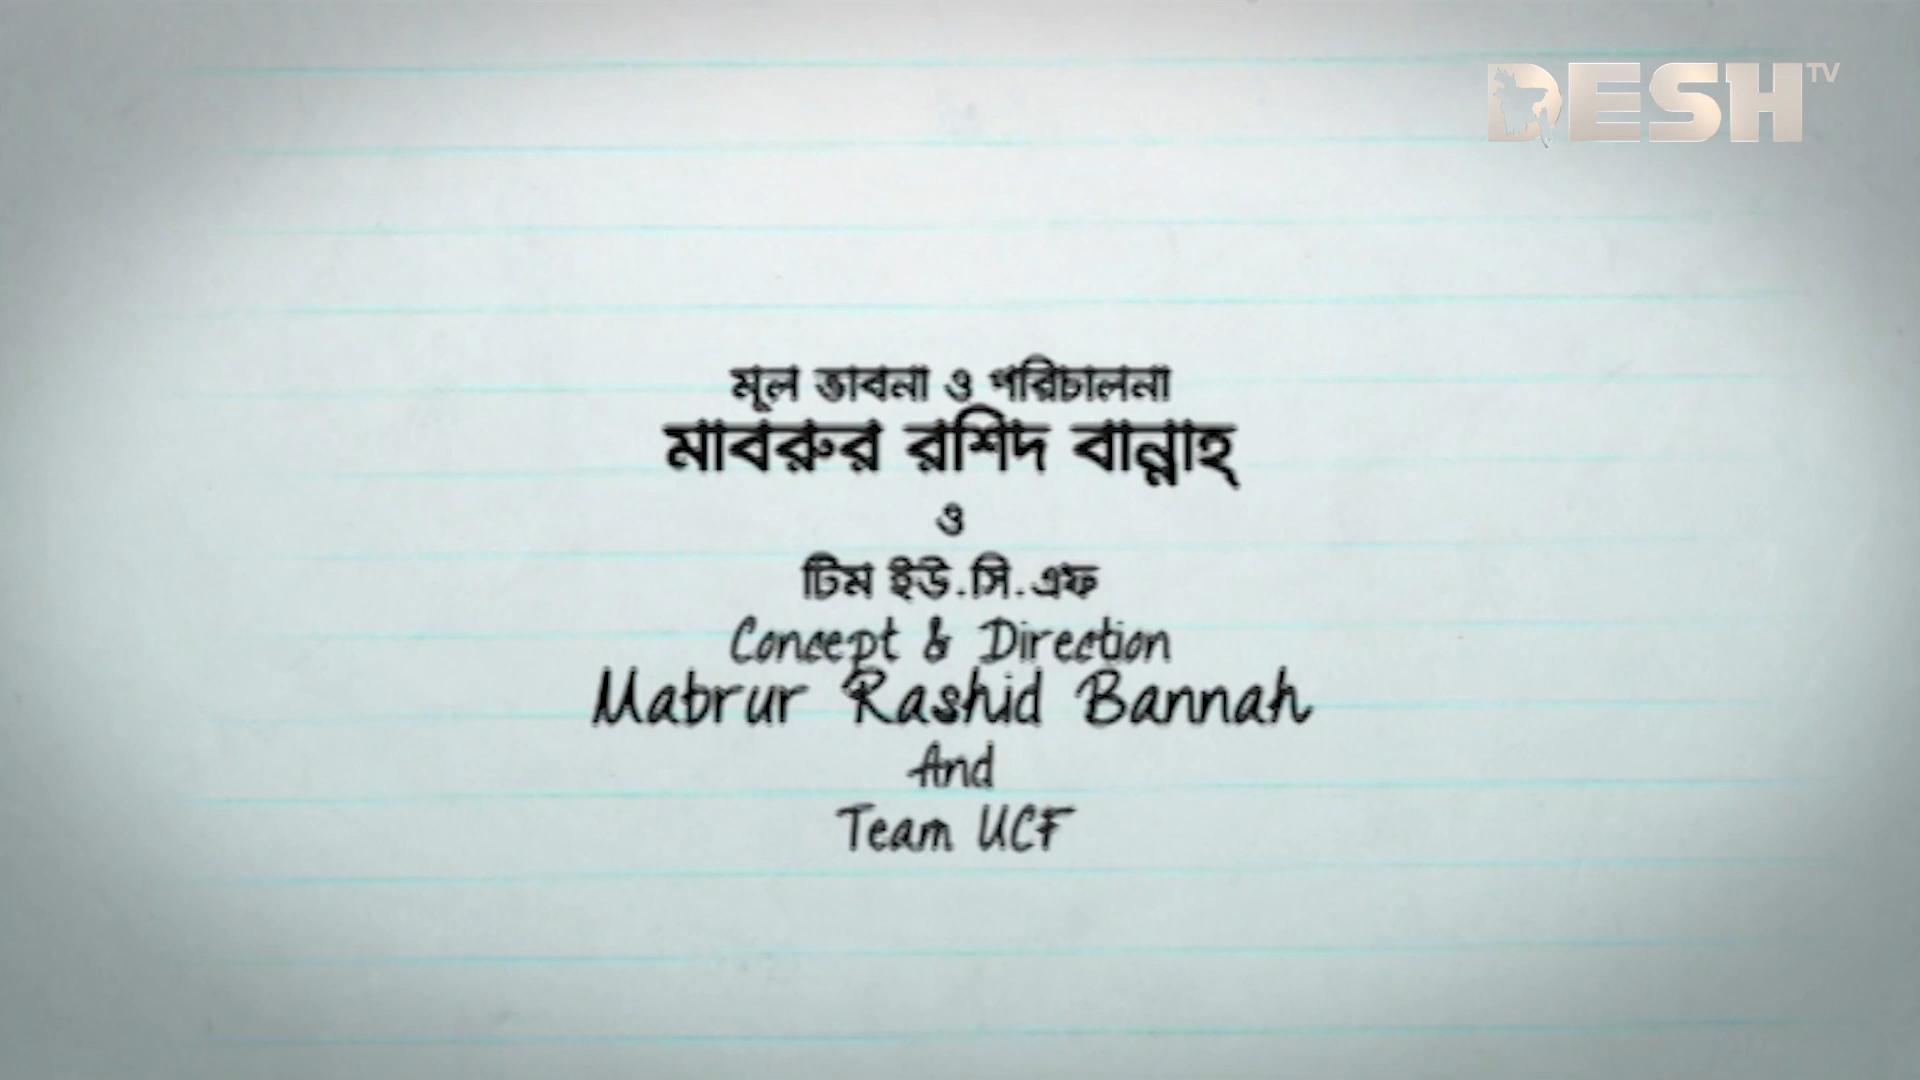 DESH TV
মূল ভাবনা ও পরিচালনা
মাবরুর রশিদ বান্নাহ্
ও
টিম ইউ.সি.এফ
Concept & Direction
Mabrur Rashid Bannah
And
Team UCF